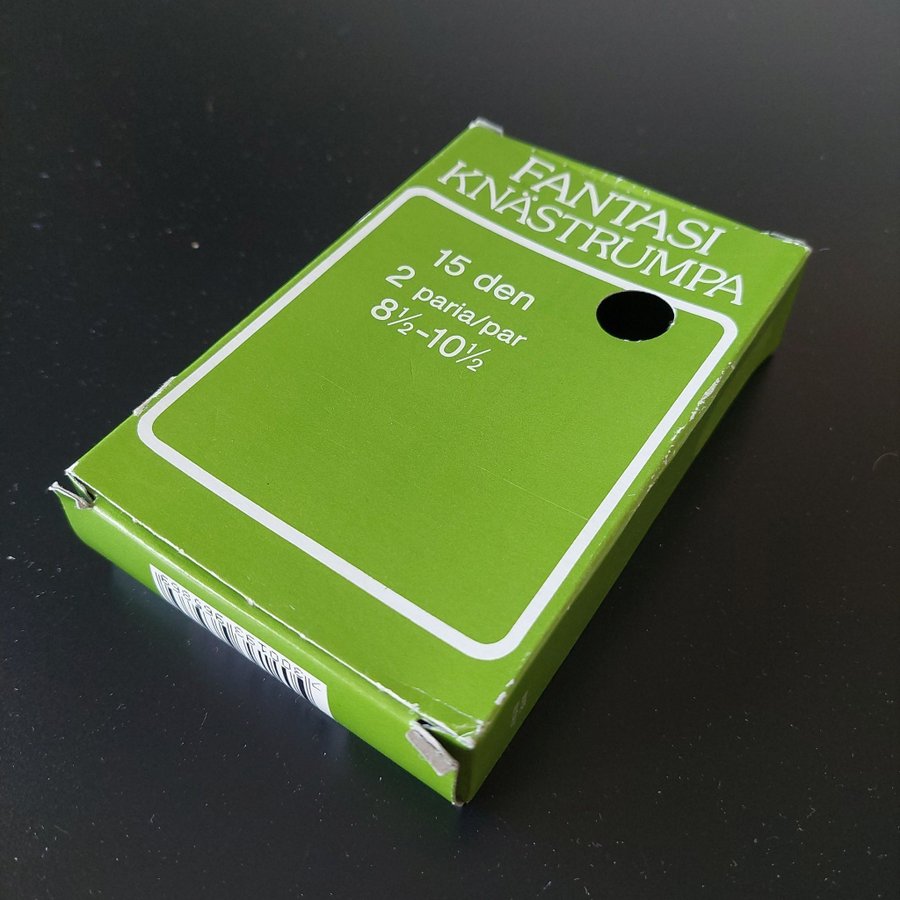 FANTASI
KNÄSTRUMPA
15 den
2 paria/par
8½-10½